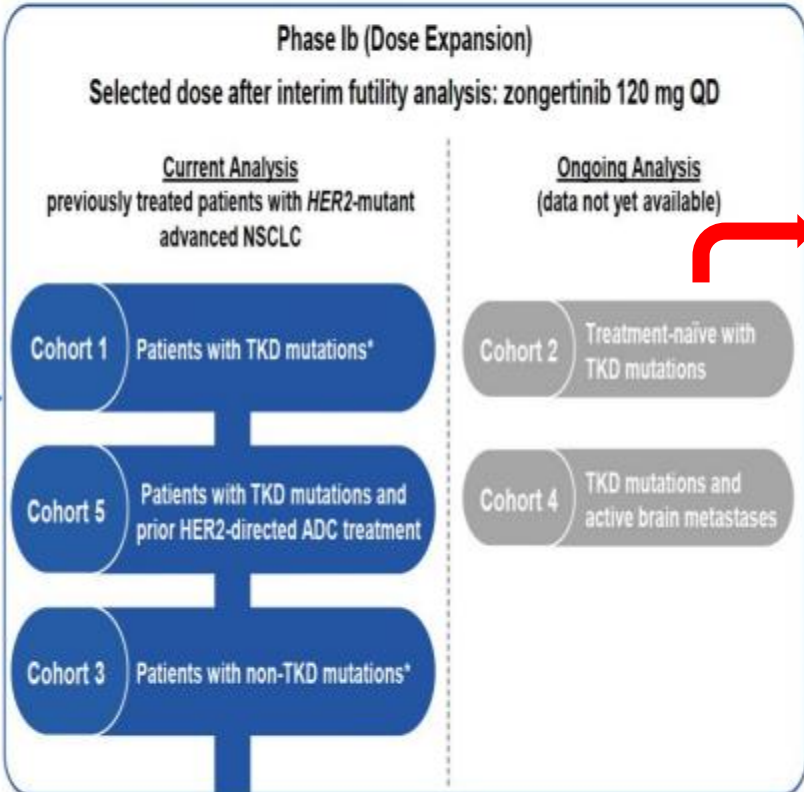 Phase Ib (Dose Expansion)
Selected dose after interim futility analysis: zongertinib 120 mg QD
Current Analysis
previously treated patients with HER2-mutant
advanced NSCLC
Cohort 1
Patients with TKD mutations*
Cohort 5
Patients with TKD mutations and
prior HER2-directed ADC treatment
Cohort 3
Patients with non-TKD mutations*
Ongoing Analysis
(data not yet available)
Cohort 2
Treatment-naïve with
TKD mutations
Cohort 4
TKD mutations and
active brain metastases